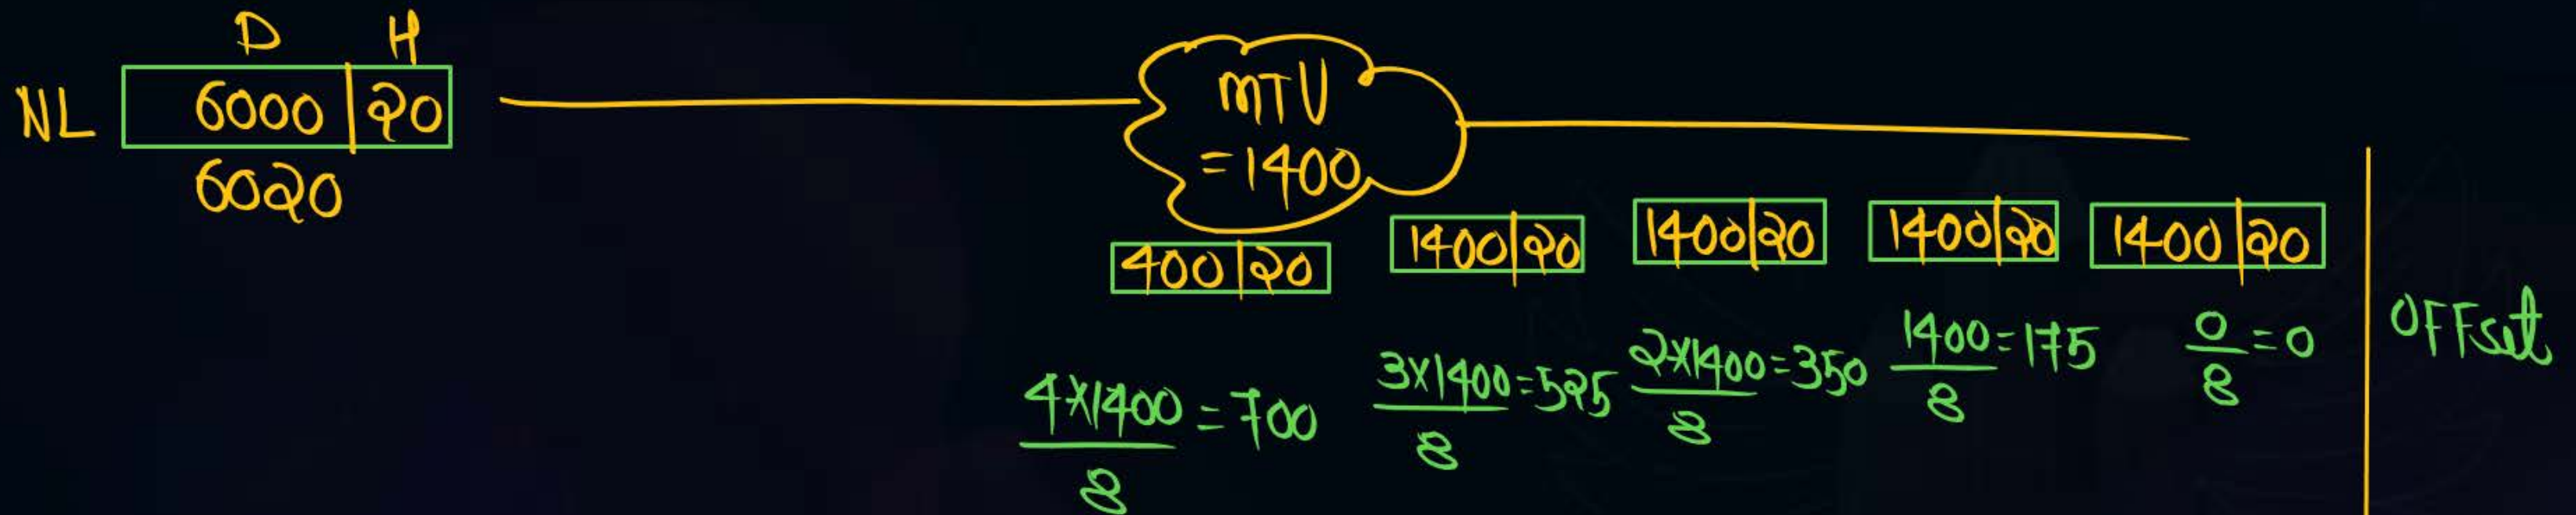 D H
NL 6000 | 20
6020
MTU
=1400
400|20 1400|20 1400|20 1400|20 1400|20
4×1400/8 = 700 3×1400/8 = 525 2×1400/8 = 350 1400/8 = 175 0/8 = 0 OFFset